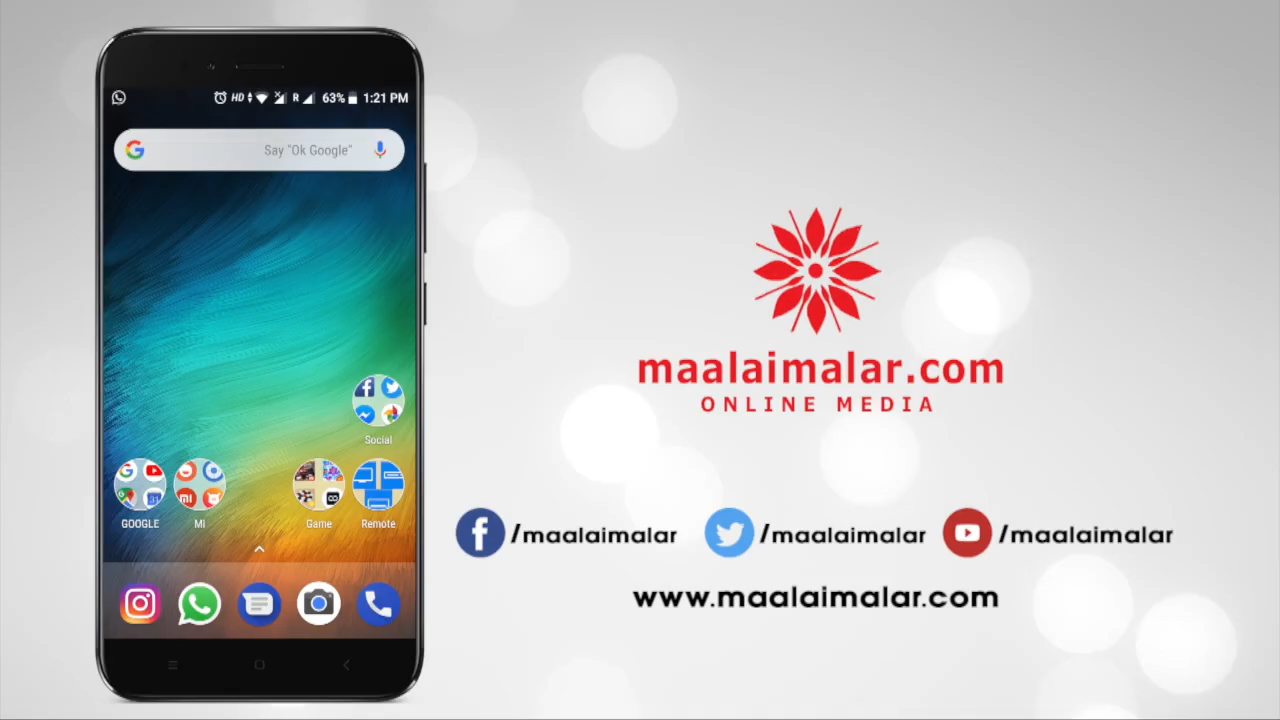 HD R 63% 1:21 PM
Say "Ok Google"
Social
GOOGLE Mi Game Remote
maalaimalar.com
ONLINE MEDIA
/maalaimalar /maalaimalar /maalaimalar
www.maalaimalar.com